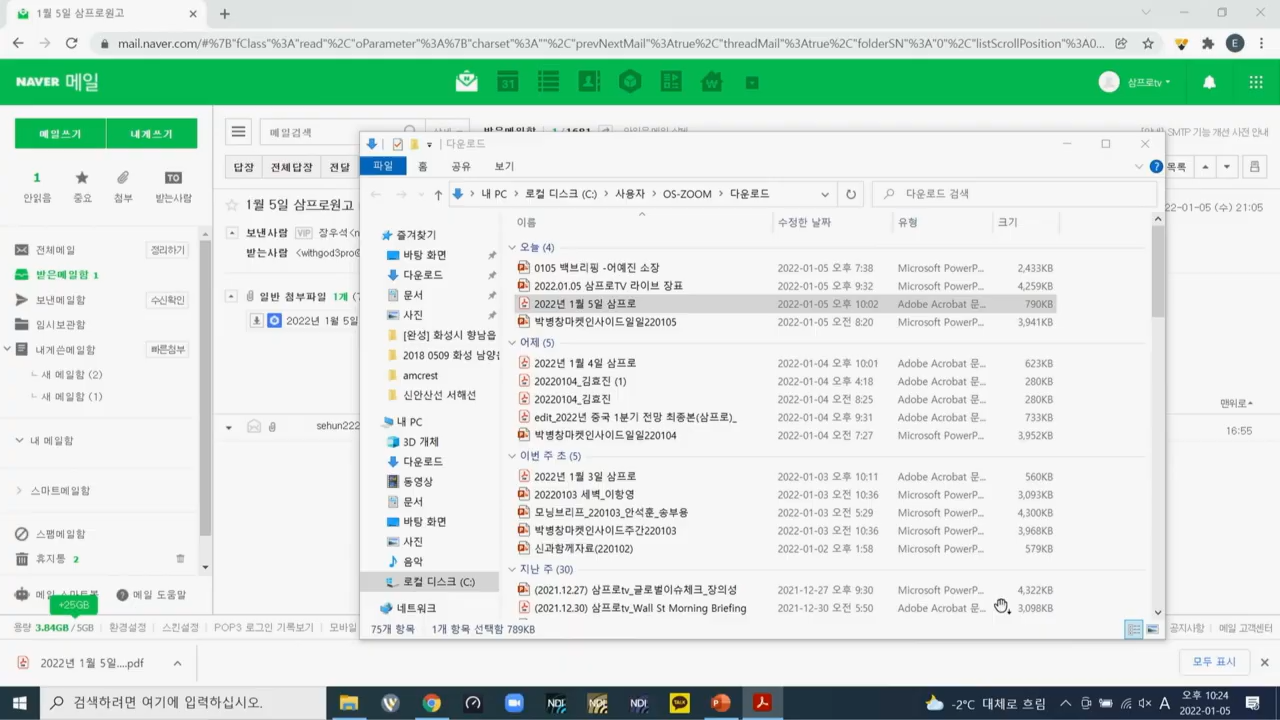 1월 5일 삼프로원고
mail.naver.com/#%7B"fClass"%3A"read"%2C"oParameter"%3A%7B"charset"%3A""%2C"prevNextMail"%3Atrue%2C"threadMail"%3Atrue%2C"folderSN"%3A"0"%2C"listScrollPosition"%3A0...
E
NAVER 메일
31
삼프로tv
메일쓰기 내게쓰기
메일검색
SMTP 기능 개선 사전 안내
답장 전체답장 전달
목록
1 안읽음 중요 첨부 TO 받는사람
1월 5일 삼프로원고
22-01-05 (수) 21:05
보낸사람 VIP 장우석<n
받는사람 <withgod3pro@
일반 첨부파일 1개 (7
2022년 1월 5일
sehun222
맨위로
16:55
전체메일 정리하기
받은메일함 1
보낸메일함 수신확인
임시보관함
내게쓴메일함 빠른첨부
새 메일함 (2)
새 메일함 (1)
내 메일함
스마트메일함
스팸메일함
휴지통 2
메일 스마트봇 메일 도움말
+25GB
용량 3.84GB / 5GB 환경설정 스킨설정 POP3 로그인 기록보기 모바일
공지사항 메일 고객센터
다운로드
파일 홈 공유 보기
내 PC > 로컬 디스크 (C:) > 사용자 > OS-ZOOM > 다운로드
다운로드 검색
이름 수정한 날짜 유형 크기
즐겨찾기
바탕 화면
다운로드
문서
사진
[완성] 화성시 향남읍
2018 0509 화성 남양
amcrest
신안산선 서해선
내 PC
3D 개체
다운로드
동영상
문서
바탕 화면
사진
음악
로컬 디스크 (C:)
네트워크
오늘 (4)
0105 백브리핑 -어예진 소장 2022-01-05 오후 7:38 Microsoft PowerP... 2,433KB
2022.01.05 삼프로TV 라이브 장표 2022-01-05 오후 9:32 Microsoft PowerP... 4,259KB
2022년 1월 5일 삼프로 2022-01-05 오후 10:02 Adobe Acrobat 문... 790KB
박병창마켓인사이드일일220105 2022-01-05 오전 8:20 Microsoft PowerP... 3,941KB
어제 (5)
2022년 1월 4일 삼프로 2022-01-04 오후 10:01 Adobe Acrobat 문... 623KB
20220104_김효진 (1) 2022-01-04 오후 4:18 Adobe Acrobat 문... 280KB
20220104_김효진 2022-01-04 오후 8:25 Adobe Acrobat 문... 280KB
edit_2022년 중국 1분기 전망 최종본(삼프로)_ 2022-01-04 오후 9:31 Adobe Acrobat 문... 733KB
박병창마켓인사이드일일220104 2022-01-04 오전 7:27 Microsoft PowerP... 3,952KB
이번 주 초 (5)
2022년 1월 3일 삼프로 2022-01-03 오후 10:11 Adobe Acrobat 문... 560KB
20220103 세벽_이항영 2022-01-03 오전 10:36 Microsoft PowerP... 3,093KB
모닝브리프_220103_안석훈_송부용 2022-01-03 오전 5:29 Microsoft PowerP... 4,300KB
박병창마켓인사이드주간220103 2022-01-03 오전 10:36 Microsoft PowerP... 3,968KB
신과함께자료(220102) 2022-01-02 오후 1:58 Microsoft PowerP... 579KB
지난 주 (30)
(2021.12.27) 삼프로tv_글로벌이슈체크_장의성 2021-12-27 오후 9:30 Microsoft PowerP... 4,322KB
(2021.12.30) 삼프로tv_Wall St Morning Briefing 2021-12-30 오전 5:50 Adobe Acrobat 문... 3,098KB
75개 항목 1개 항목 선택함 789KB
2022년 1월 5일....pdf
모두 표시
검색하려면 여기에 입력하십시오.
NDI
NDI
NDI
TALK
-2°C 대체로 흐림
A
오후 10:24
2022-01-05